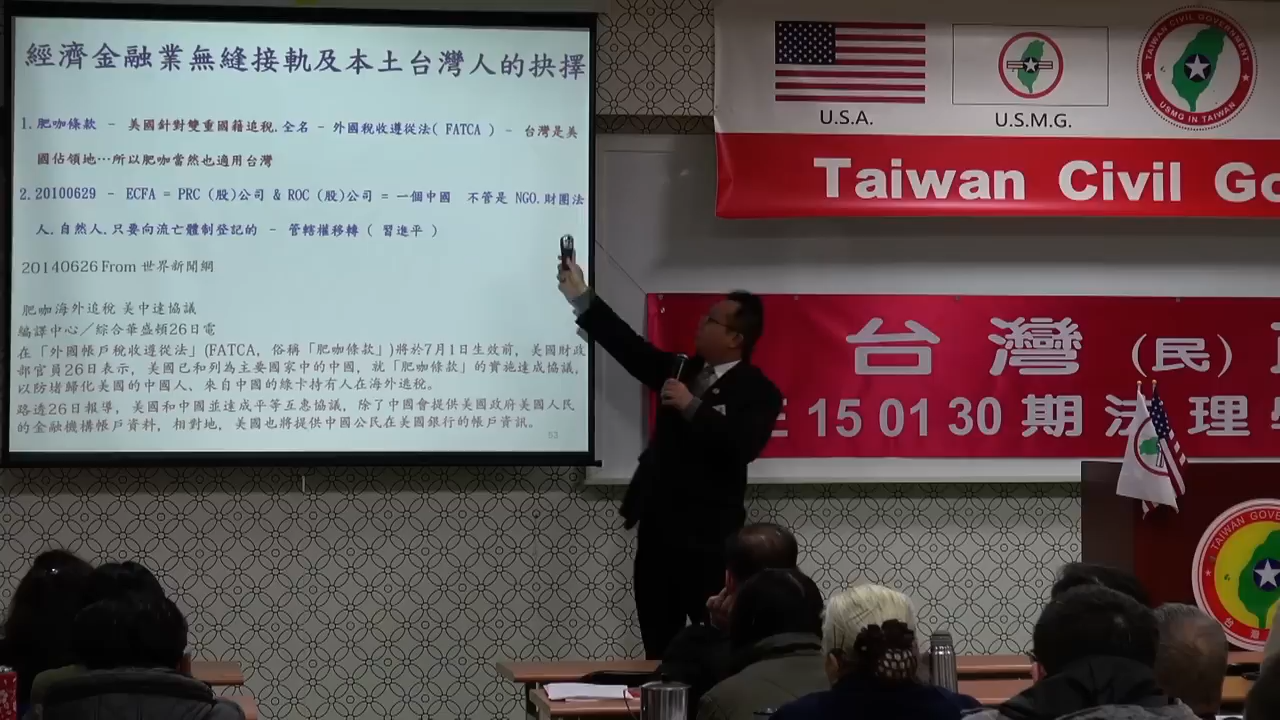 經濟金融業無縫接軌及本土台灣人的抉擇
1. 肥咖條款 - 美國針對雙重國籍追稅.全名 - 外國稅收遵從法( FATCA ) - 台灣是美
國佔領地…所以肥咖當然也適用台灣
2. 20100629 - ECFA = PRC (股)公司 & ROC (股)公司 = 一個中國 不管是 NGO.財團法
人.自然人.只要向流亡體制登記的 - 管轄權移轉 ( 習進平 )
20140626 From 世界新聞網
肥咖海外追稅 美中達協議
編譯中心／綜合華盛頓26日電
在「外國帳戶稅收遵從法」(FATCA，俗稱「肥咖條款」)將於7月1日生效前，美國財政
部官員26日表示，美國已和列為主要國家中的中國，就「肥咖條款」的實施達成協議，
以防堵歸化美國的中國人、來自中國的綠卡持有人在海外逃稅。
路透26日報導，美國和中國並達成平等互惠協議，除了中國會提供美國政府美國人民
的金融機構帳戶資料，相對地，美國也將提供中國公民在美國銀行的帳戶資訊。
53
U.S.A.
U.S.M.G.
TAIWAN CIVIL GOVERNMENT
USMG IN TAIWAN
Taiwan Civil Go
台灣(民)
15 01 30 期法理學
TAIWAN GOVE
台灣